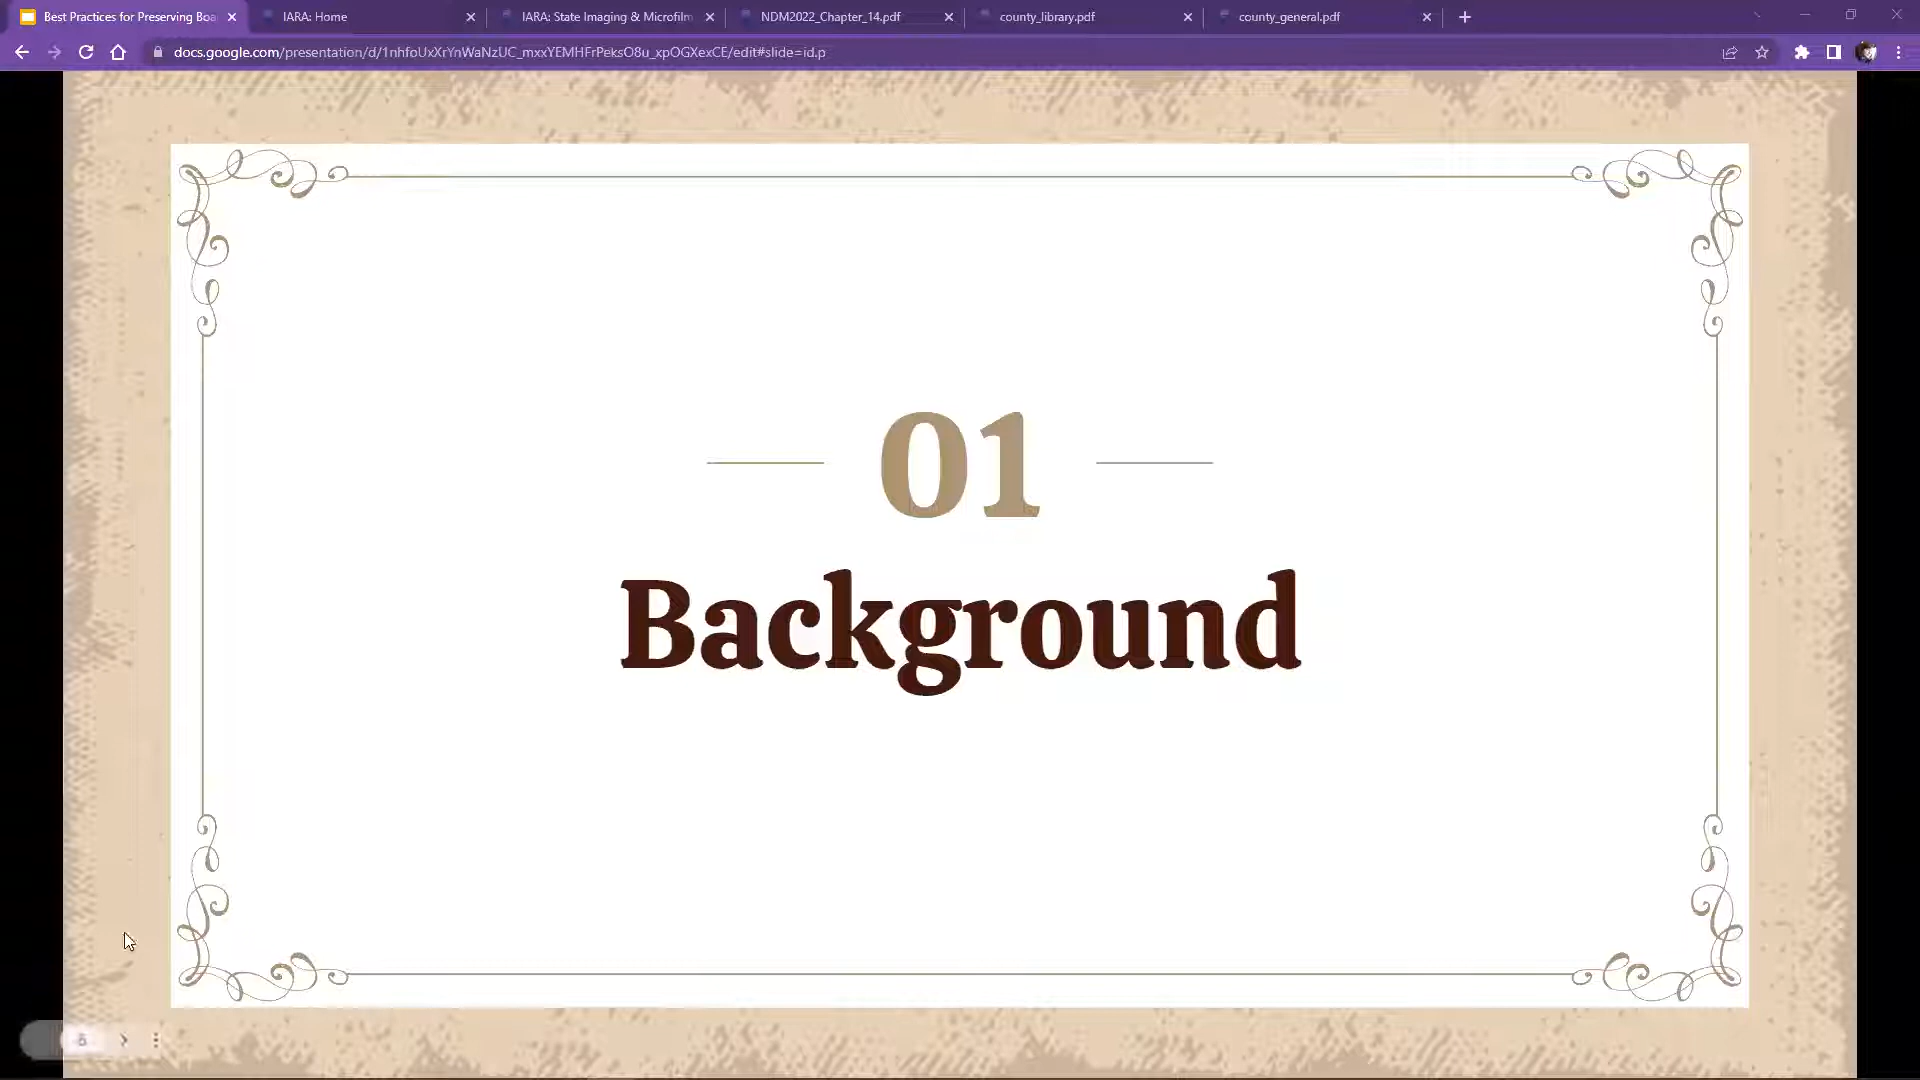 Best Practices for Preserving Boa
IARA: Home
IARA: State Imaging & Microfilm
NDM2022_Chapter_14.pdf
county_library.pdf
county_general.pdf
docs.google.com/presentation/d/1nhfoUxXrYnWaNzUC_mxxYEMHFrPeksO8u_xpOGXexCE/edit#slide=id.p
01
Background